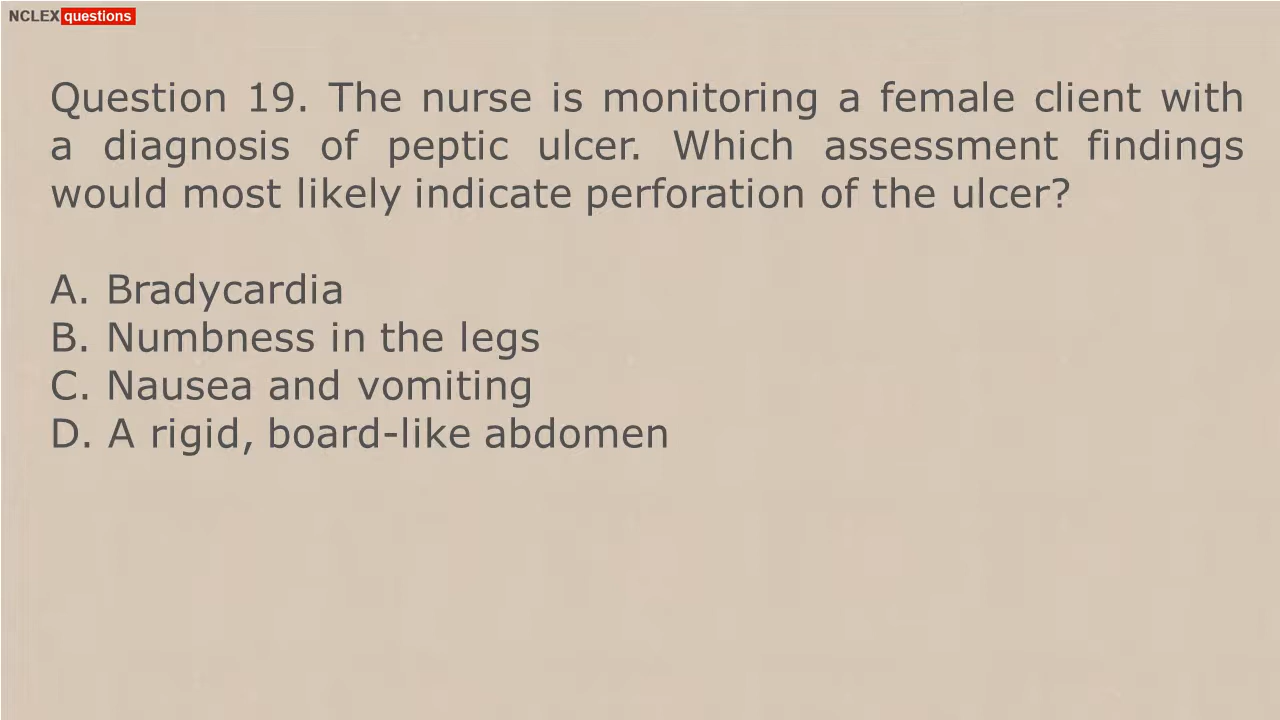 NCLEX questions
Question 19. The nurse is monitoring a female client with
a diagnosis of peptic ulcer. Which assessment findings
would most likely indicate perforation of the ulcer?
A. Bradycardia
B. Numbness in the legs
C. Nausea and vomiting
D. A rigid, board-like abdomen